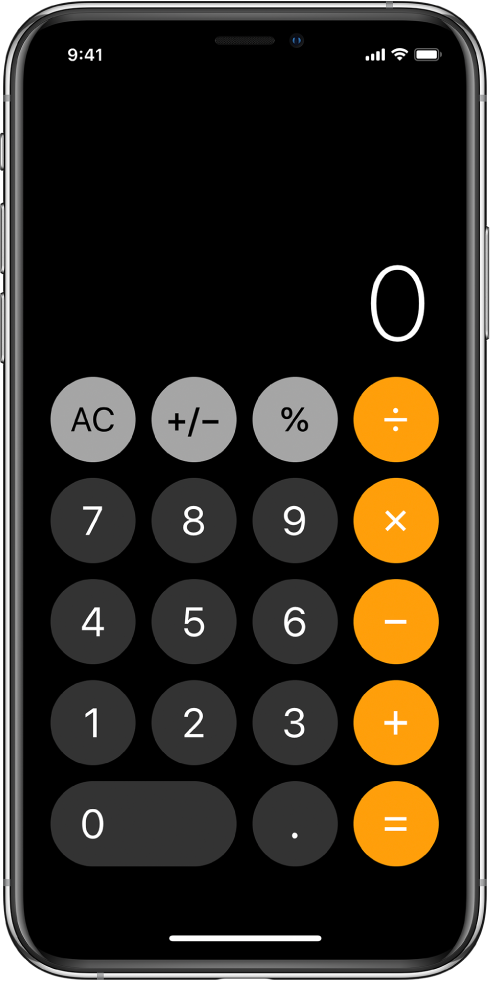 9:41
0
AC +/− % ÷
7 8 9 ×
4 5 6 −
1 2 3 +
0 . =